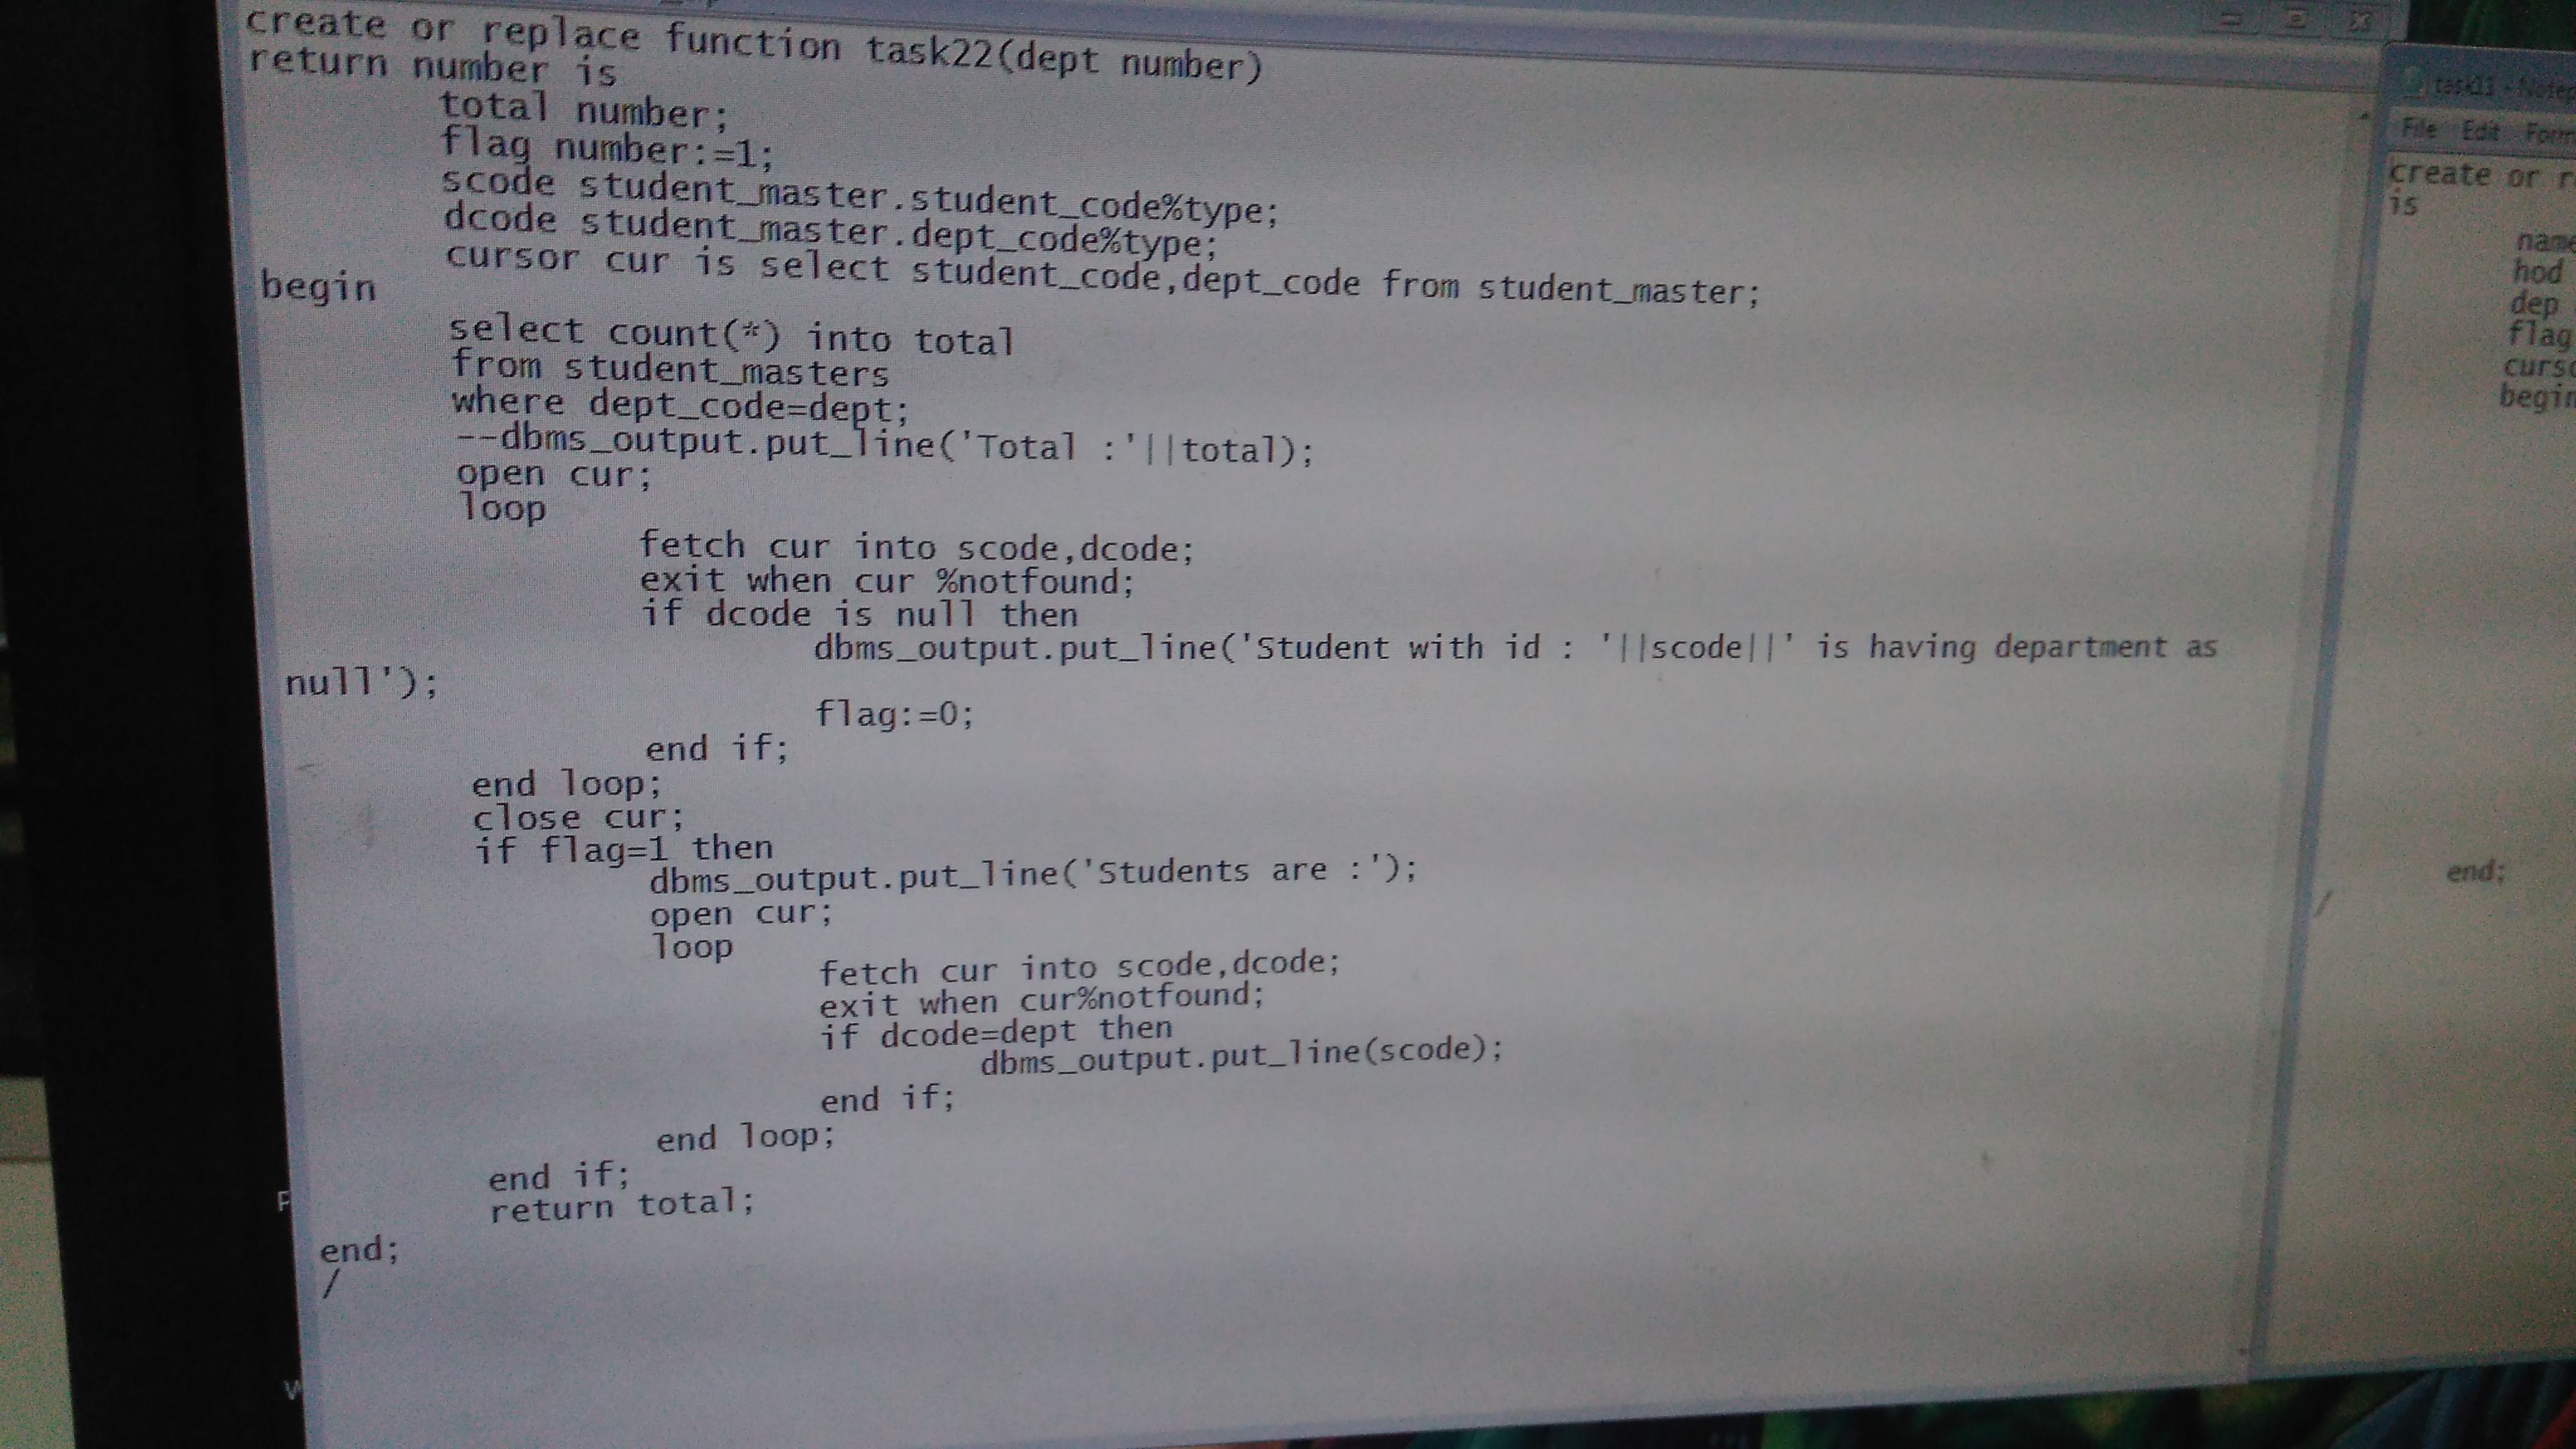 create or replace function task22(dept number)
return number is
total number;
flag number:=1;
scode student_master.student_code%type;
dcode student_master.dept_code%type;
cursor cur is select student_code,dept_code from student_master;
begin
select count(*) into total
from student_masters
where dept_code=dept;
--dbms_output.put_line('Total :'||total);
open cur;
loop
fetch cur into scode,dcode;
exit when cur %notfound;
if dcode is null then
dbms_output.put_line('Student with id : '||scode||' is having department as
null');
flag:=0;
end if;
end loop;
close cur;
if flag=1 then
dbms_output.put_line('Students are :');
open cur;
loop
fetch cur into scode,dcode;
exit when cur%notfound;
if dcode=dept then
dbms_output.put_line(scode);
end if;
end loop;
end if;
return total;
end;
/
File Edit
create or
is
hod
dep
flag
begin
end;
/